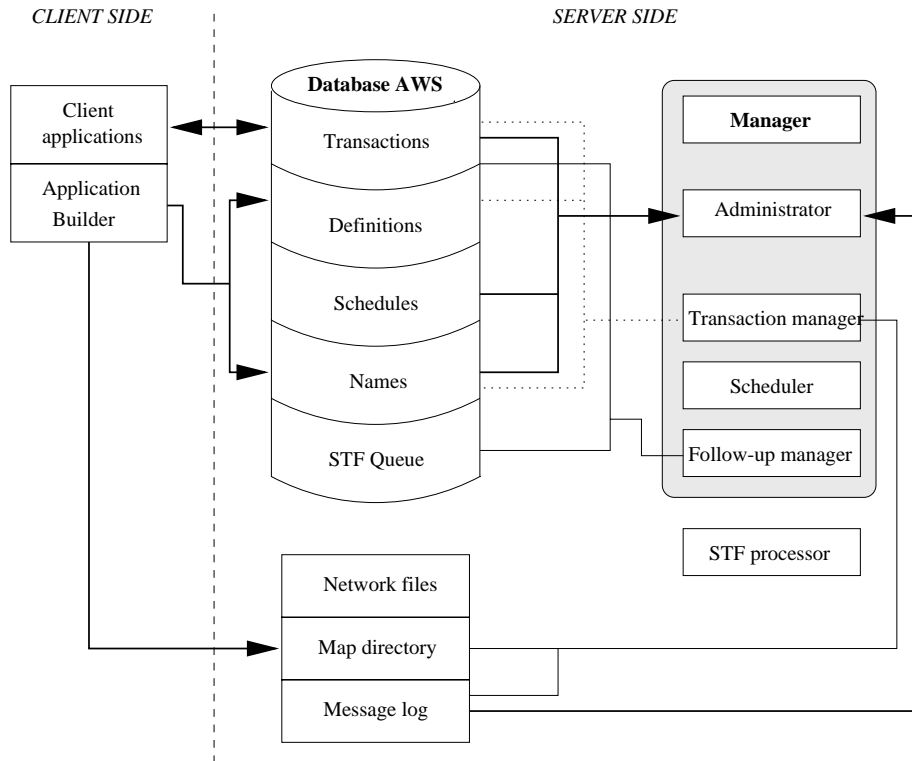 CLIENT SIDE
SERVER SIDE
Client
applications
Application
Builder
Database AWS
Transactions
Definitions
Schedules
Names
STF Queue
Manager
Administrator
Transaction manager
Scheduler
Follow-up manager
STF processor
Network files
Map directory
Message log